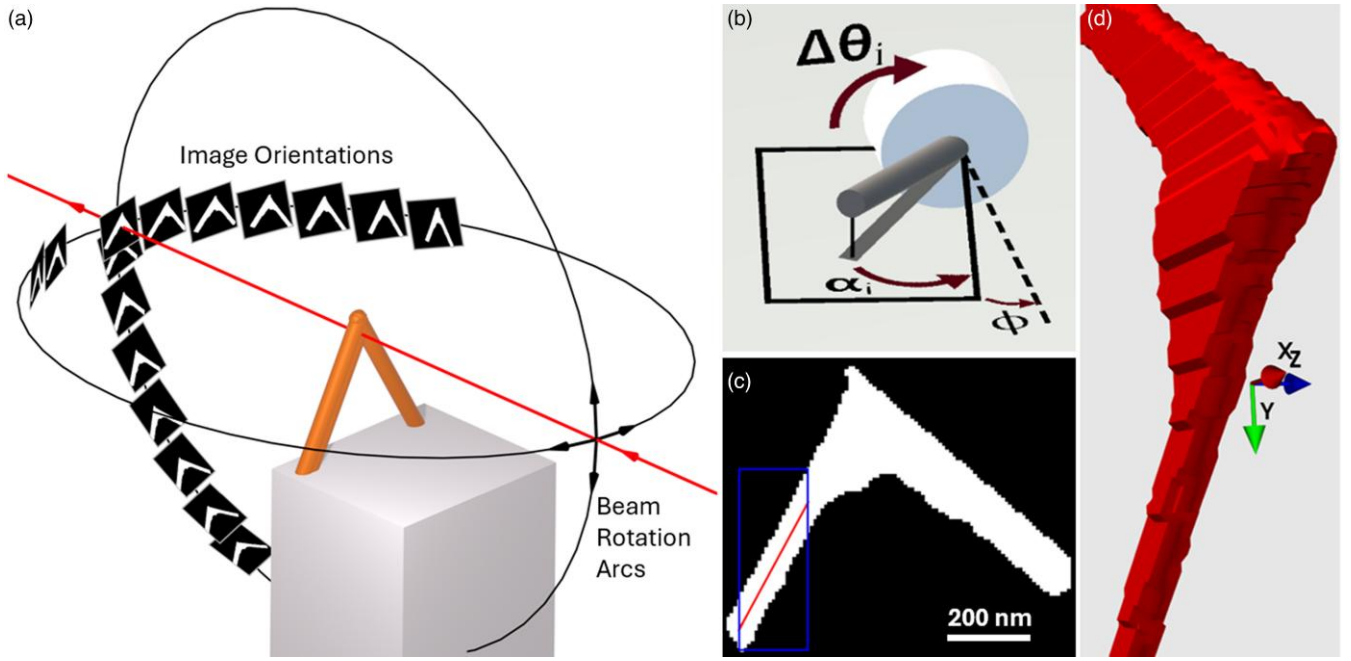 (a)
Image Orientations
Beam
Rotation
Arcs
(b)
Δθi
αi
ϕ
(c)
200 nm
(d)
X
Z
Y